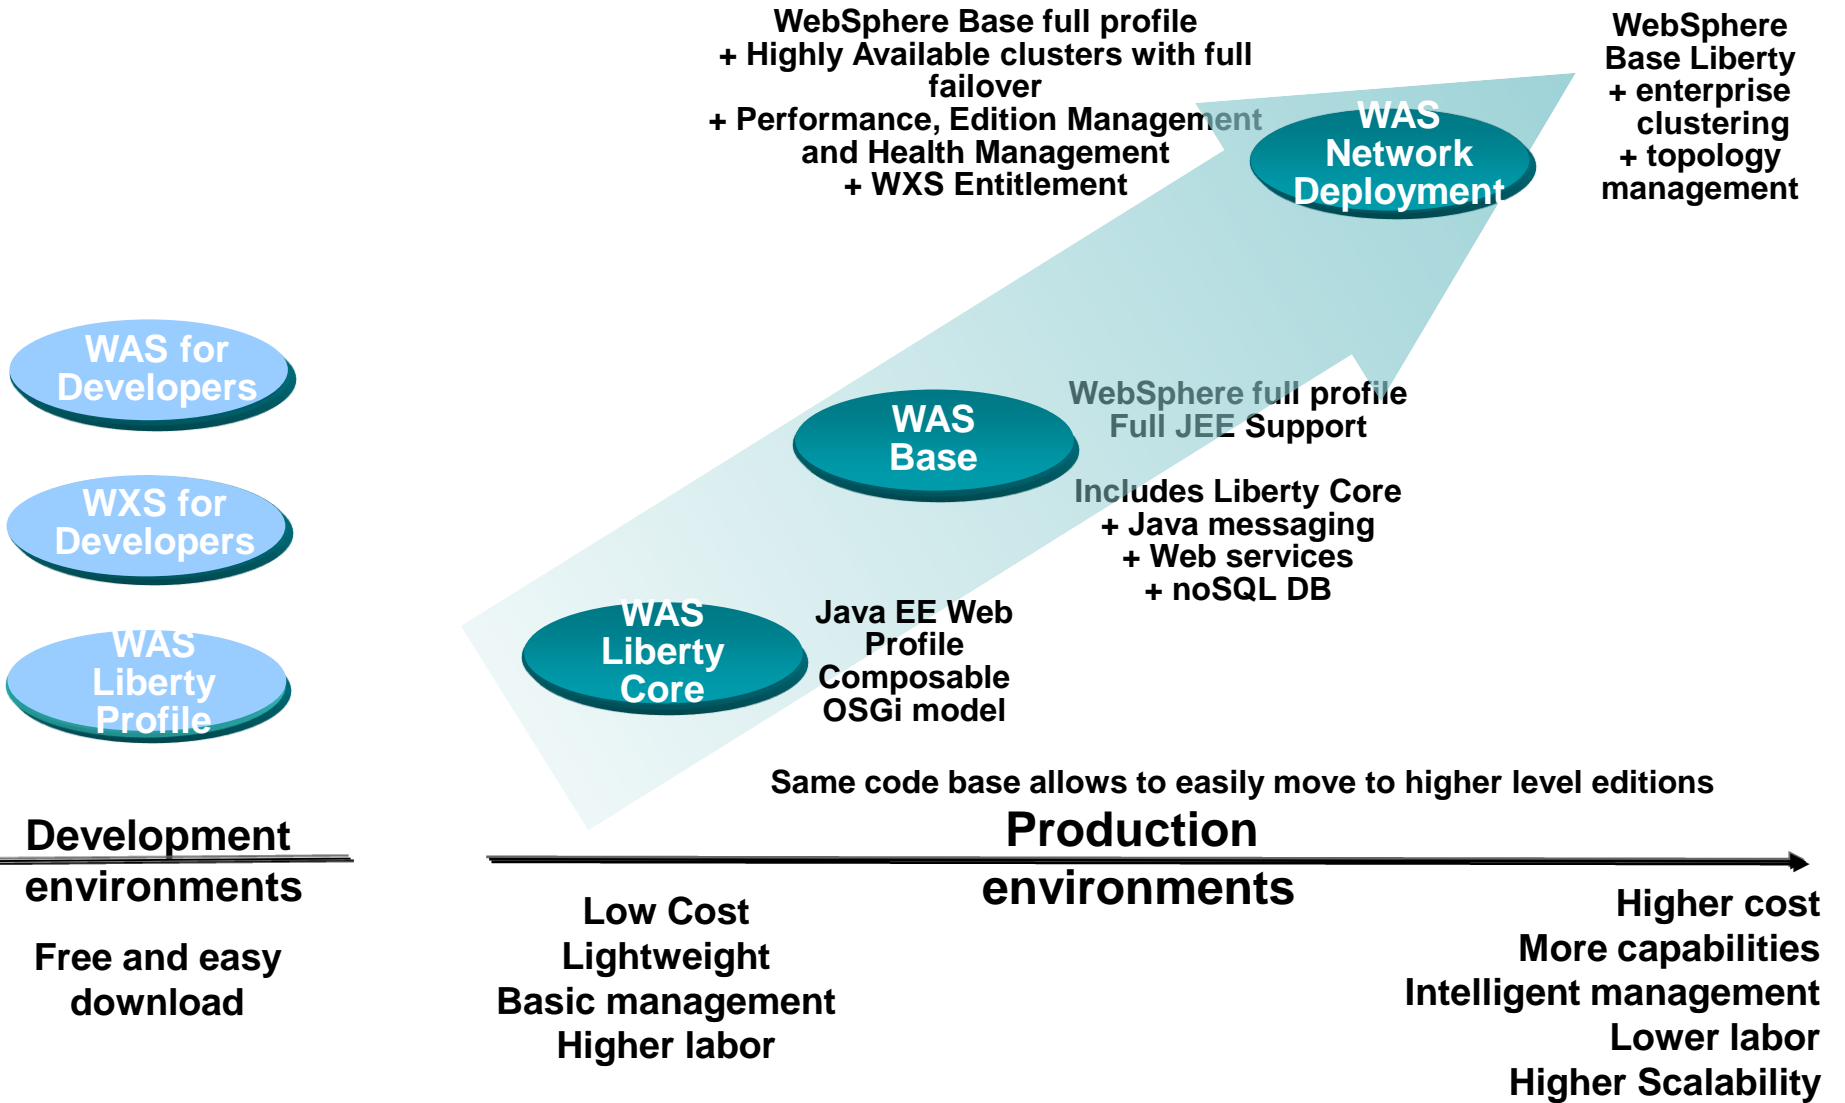 WebSphere Base full profile
+ Highly Available clusters with full
failover
+ Performance, Edition Management
and Health Management
+ WXS Entitlement
WAS
Network
Deployment
WebSphere
Base Liberty
+ enterprise
clustering
+ topology
management
WAS for
Developers
WXS for
Developers
WAS
Liberty
Profile
WAS
Base
WebSphere full profile
Full JEE Support
Includes Liberty Core
+ Java messaging
+ Web services
+ noSQL DB
WAS
Liberty
Core
Java EE Web
Profile
Composable
OSGi model
Same code base allows to easily move to higher level editions
Development
environments
Production
environments
Free and easy
download
Low Cost
Lightweight
Basic management
Higher labor
Higher cost
More capabilities
Intelligent management
Lower labor
Higher Scalability